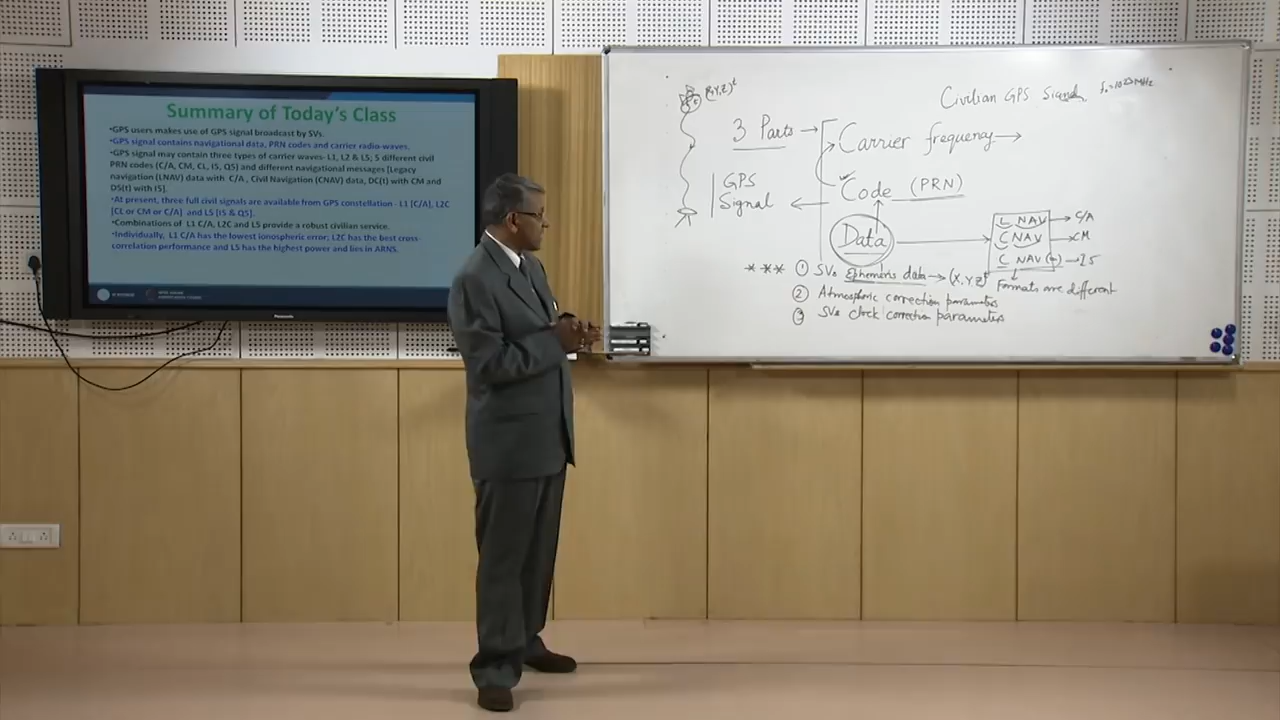 Summary of Today's Class
•GPS users makes use of GPS signal broadcast by SVs.
•GPS signal contains navigational data, PRN codes and carrier radio-waves.
•GPS signal may contain three types of carrier waves- L1, L2 & L5; 5 different civil
PRN codes (C/A, CM, CL, I5, Q5) and different navigational messages [Legacy
navigation (LNAV) data with C/A , Civil Navigation (CNAV) data, DC(t) with CM and
D5(t) with I5].
•At present, three full civil signals are available from GPS constellation - L1 [C/A], L2C
[CL or CM or C/A] and L5 [I5 & Q5].
•Combinations of L1 C/A, L2C and L5 provide a robust civilian service.
•Individually, L1 C/A has the lowest ionospheric error; L2C has the best cross-
correlation performance and L5 has the highest power and lies in ARNS.
Panasonic
Civilian GPS Signal
3 Parts
Carrier frequency
GPS
Signal
Code (PRN)
Data
L NAV
C/A
C NAV
CM
C NAV
I5
Formats are different
*** ① SVs Ephemeris data → (X,Y,Z)
② Atmospheric correction parameters
③ SVs clock correction parameters